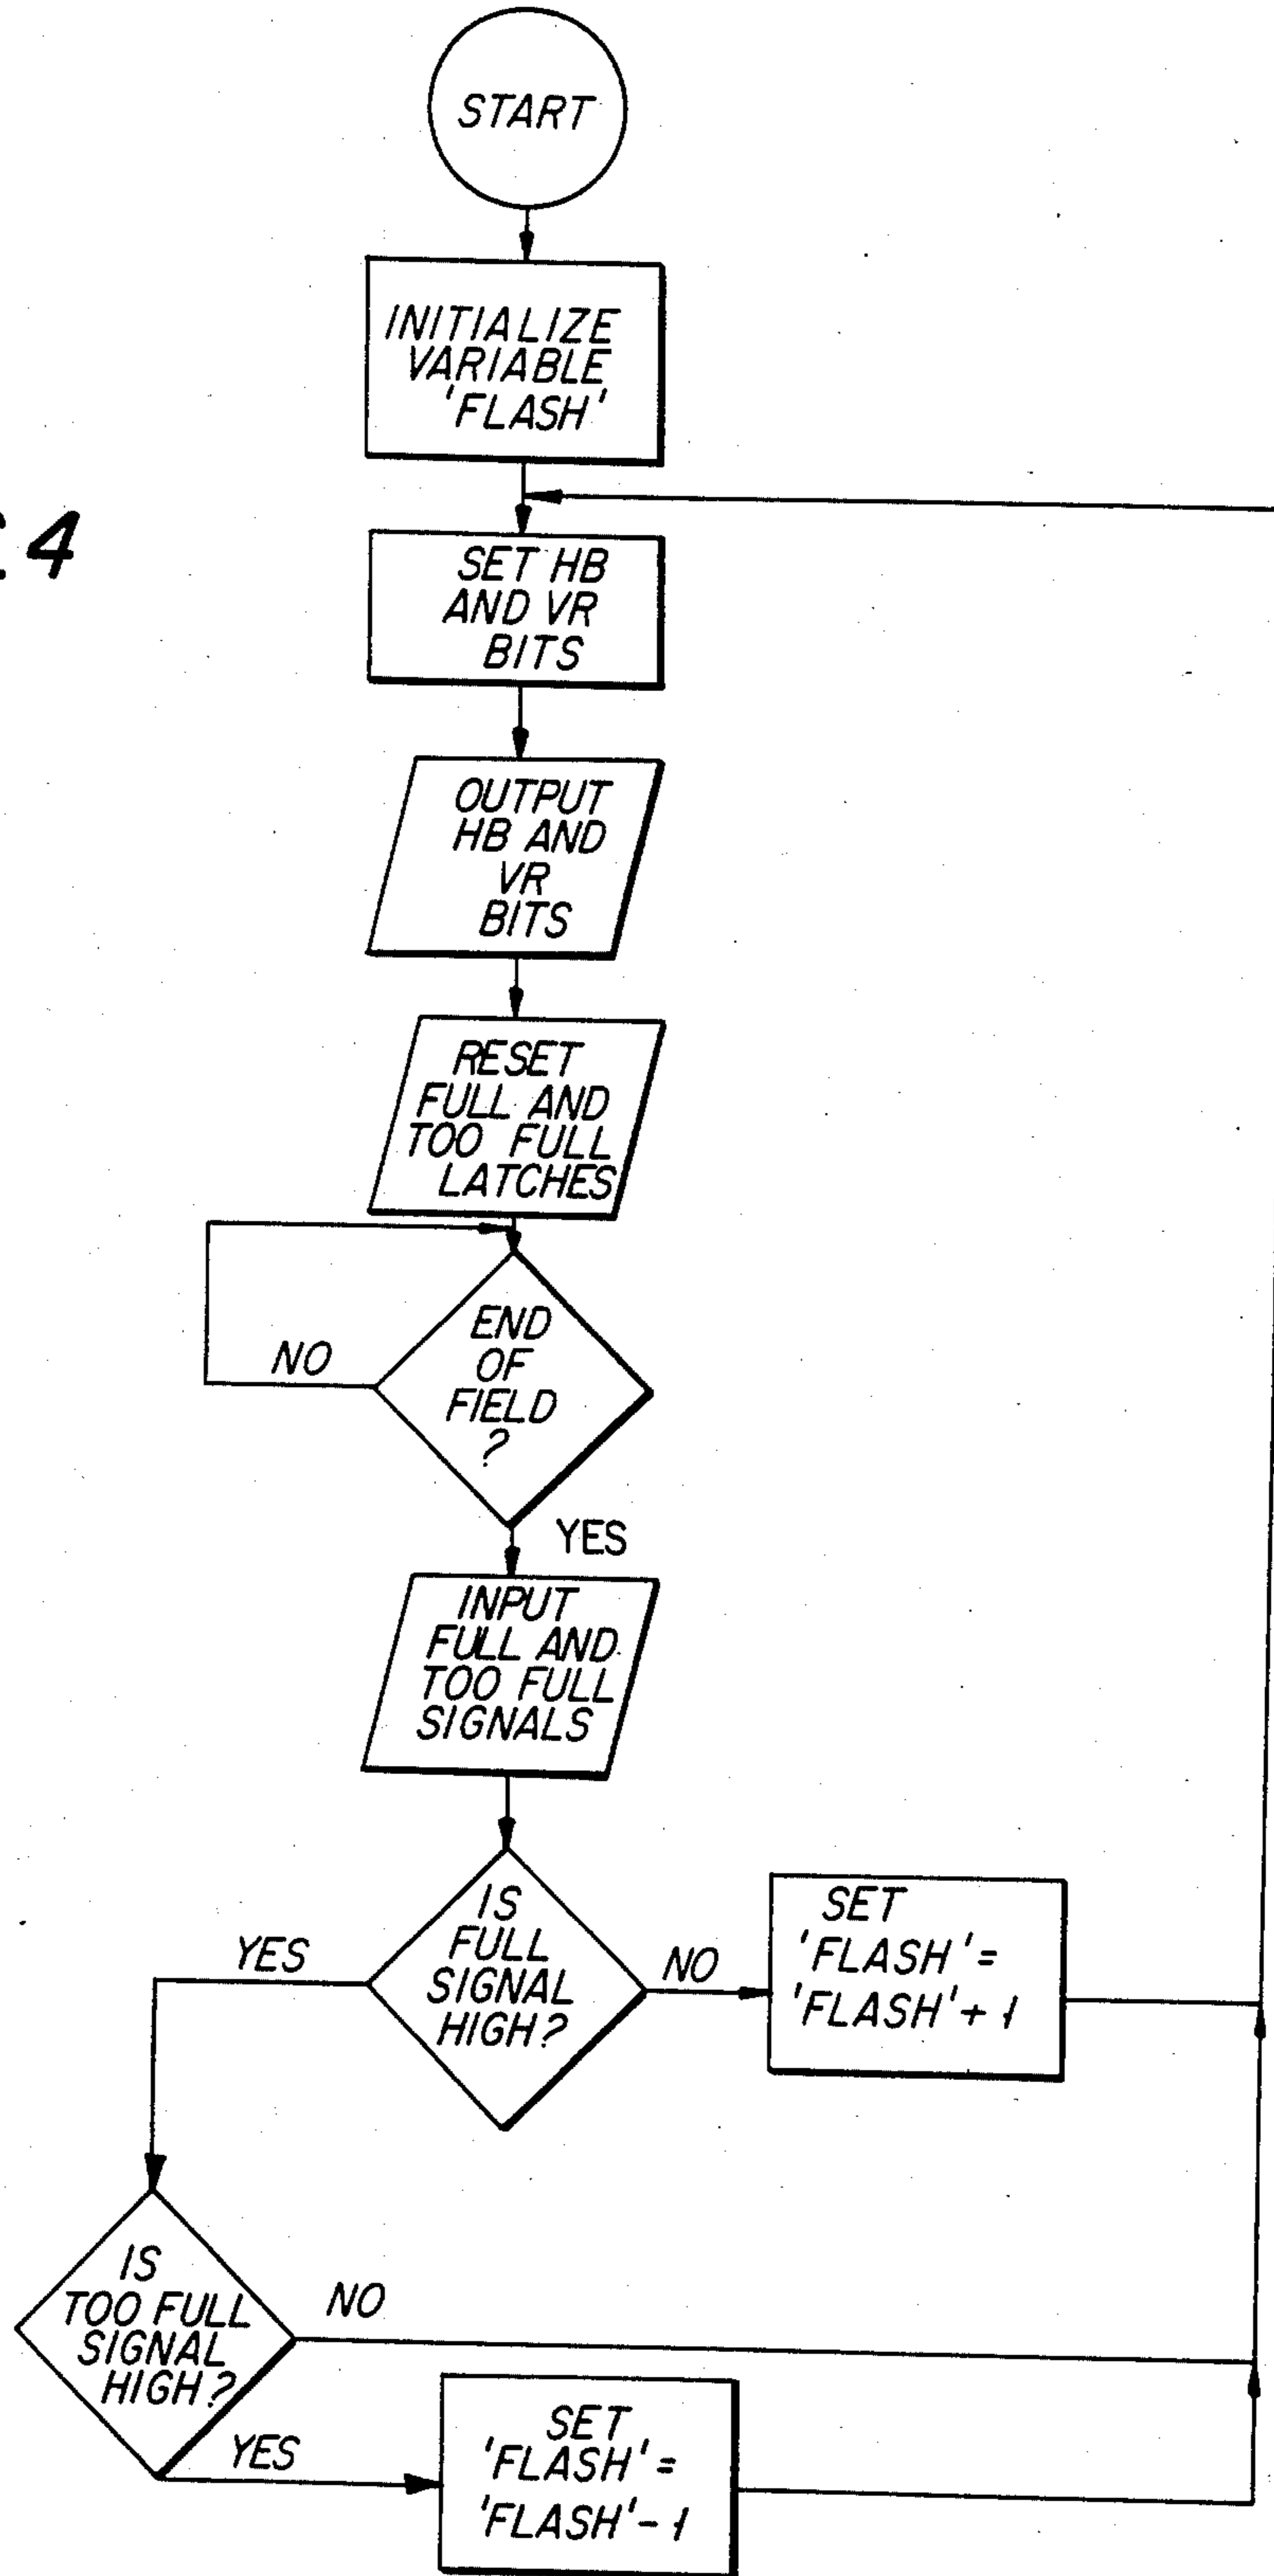 START
INITIALIZE
VARIABLE
'FLASH'
4
SET HB
AND VR
BITS
OUTPUT
HB AND
VR
BITS
RESET
FULL AND
TOO FULL
LATCHES
END
OF
FIELD
?
NO
YES
INPUT
FULL AND
TOO FULL
SIGNALS
IS
FULL
SIGNAL
HIGH?
YES
NO
SET
'FLASH'=
'FLASH'+1
IS
TOO FULL
SIGNAL
HIGH?
NO
YES
SET
'FLASH'=
'FLASH'-1